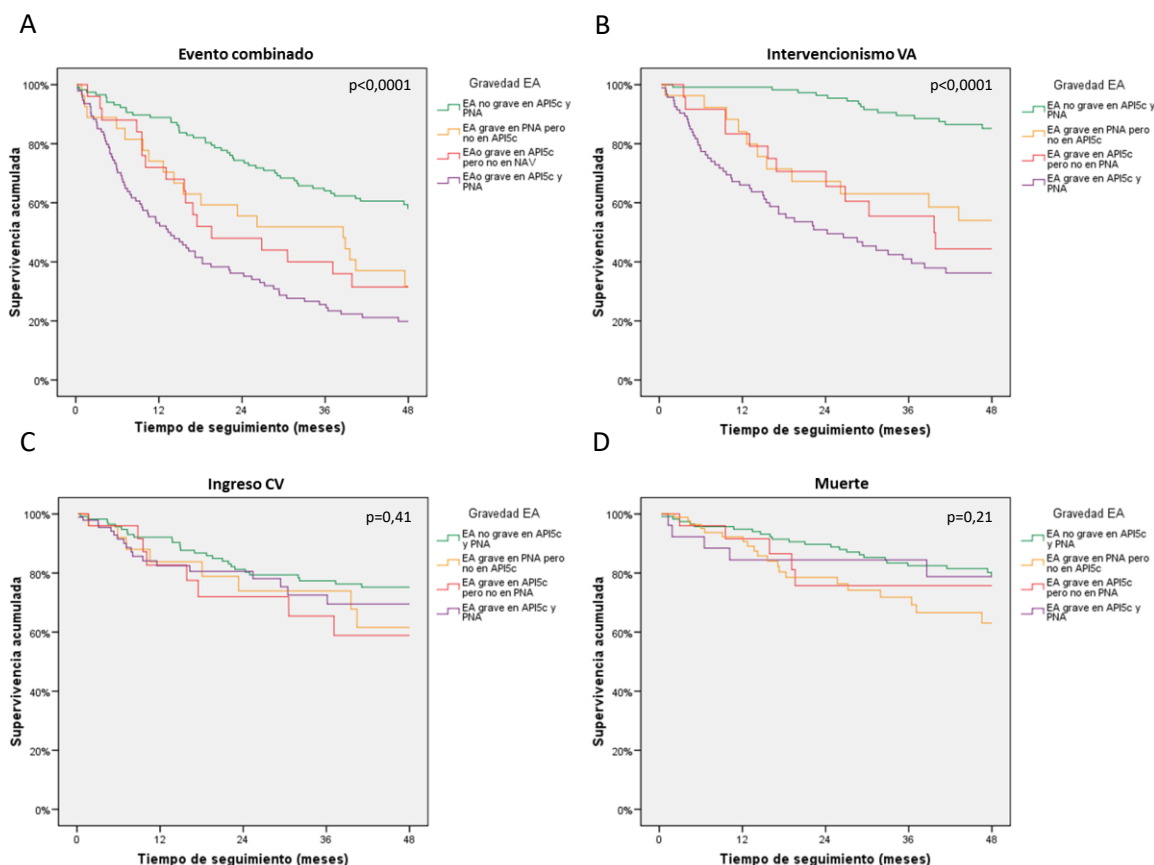 A
Evento combinado
p<0,0001
Supervivencia acumulada
100%
80%
60%
40%
20%
0%
0 12 24 36 48
Tiempo de seguimiento (meses)
Gravedad EA
EA no grave en API5c y
PNA
EA grave en PNA pero
no en API5c
EAo grave en API5c
pero no en NAV
EAo grave en API5c y
PNA
B
Intervencionismo VA
p<0,0001
Supervivencia acumulada
100%
80%
60%
40%
20%
0%
0 12 24 36 48
Tiempo de seguimiento (meses)
Gravedad EA
EA no grave en API5c y
PNA
EA grave en PNA pero
no en API5c
EA grave en API5c
pero no en PNA
EA grave en API5c y
PNA
C
Ingreso CV
p=0,41
Supervivencia acumulada
100%
80%
60%
40%
20%
0%
0 12 24 36 48
Tiempo de seguimiento (meses)
Gravedad EA
EA no grave en API5c
y PNA
EA grave en PNA pero
no en API5c
EA grave en API5c
pero no en PNA
EA grave en API5c y
PNA
D
Muerte
p=0,21
Supervivencia acumulada
100%
80%
60%
40%
20%
0%
0 12 24 36 48
Tiempo de seguimiento (meses)
Gravedad EA
EA no grave en API5c
y PNA
EA grave en PNA pero
no en API5c
EA grave en API5c
pero no en PNA
EA grave en API5c y
PNA